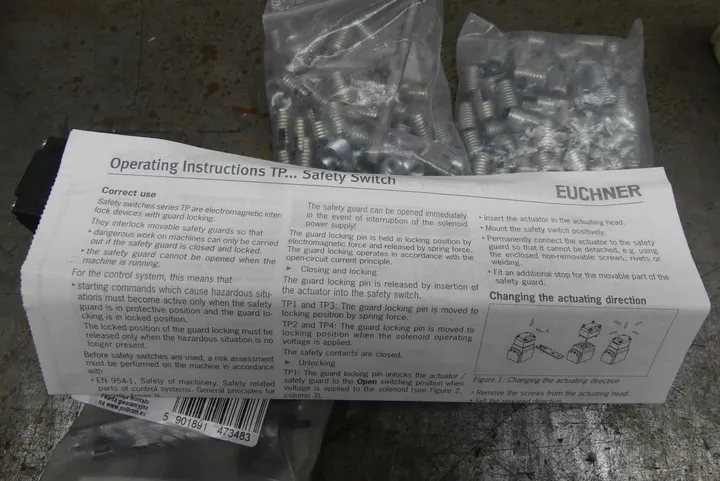 Operating Instructions TP... Safety Switch
EUCHNER
Correct use
Safety switches series TP are electromagnetic inter-
lock devices with guard locking.
They interlock movable safety guards so that
• dangerous work on machines can only be carried
out if the safety guard is closed and locked.
• the safety guard cannot be opened when the
machine is running.
For the control system, this means that
• starting commands which cause hazardous situ-
ations must become active only when the safety
guard is in protective position and the guard lo-
cking is in locked position.
The locked position of the guard locking must be
released only when the hazardous situation is no
longer present.
Before safety switches are used, a risk assessment
must be performed on the machine in accordance
with
• EN 954-1, Safety of machinery. Safety related
parts of control systems. General principles for
The safety guard can be opened immediately
in the event of interruption of the solenoid
power supply!
The guard locking pin is held in locking position by
electromagnetic force and released by spring force.
The guard locking operates in accordance with the
open-circuit current principle.
► Closing and locking
The guard locking pin is released by insertion of
the actuator into the safety switch.
TP1 and TP3: The guard locking pin is moved to
locking position by spring force.
TP2 and TP4: The guard locking pin is moved to
locking position when the solenoid operating
voltage is applied.
The safety contacts are closed.
► Unlocking
TP1: The guard locking pin unlocks the actuator /
safety guard to the Open switching position when
voltage is applied to the solenoid (see Figure 2,
column 3).
• Insert the actuator in the actuating head.
• Mount the safety switch positively.
• Permanently connect the actuator to the safety
guard so that it cannot be detached, e.g. using
the enclosed non-removable screws, rivets or
welding.
• Fit an additional stop for the movable part of the
safety guard.
Changing the actuating direction
Figure 1: Changing the actuating direction
• Remove the screws from the actuating head.
• Set the required direction
na www.polbram.eu
5 901891 473483